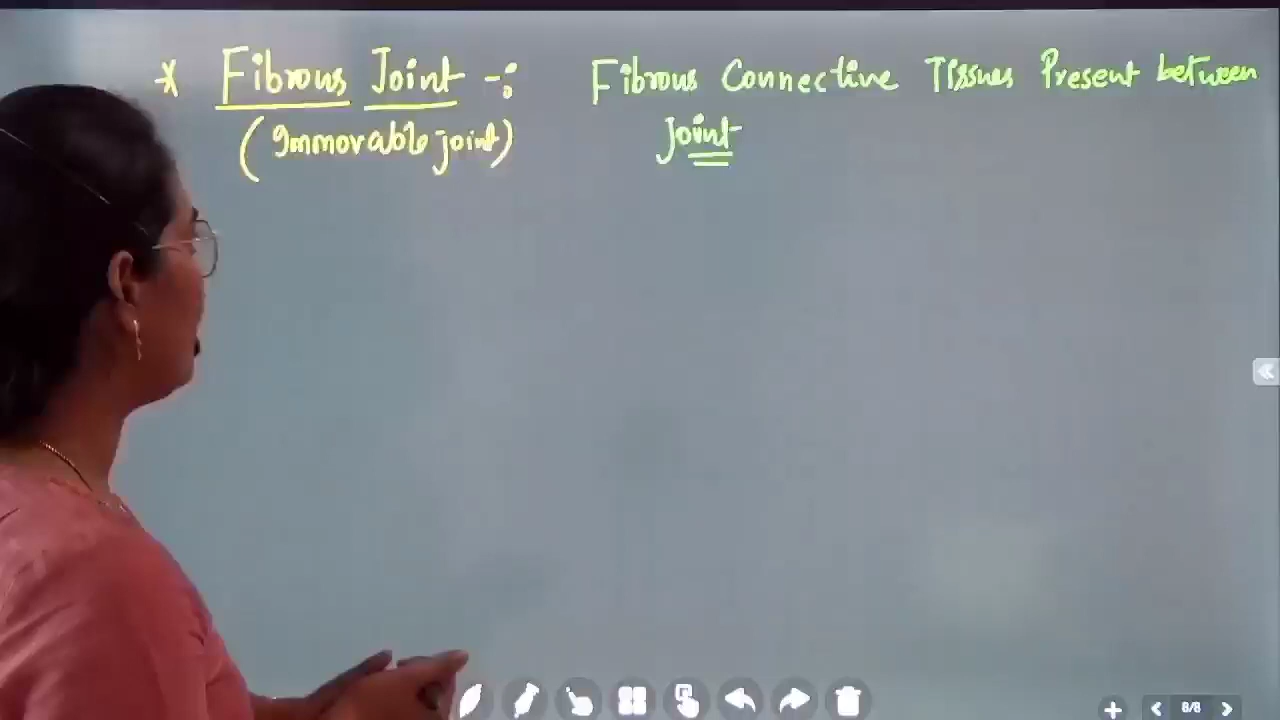 * Fibrous Joint -: Fibrous Connective Tissues Present between
(Immovable joint) joint
8/8